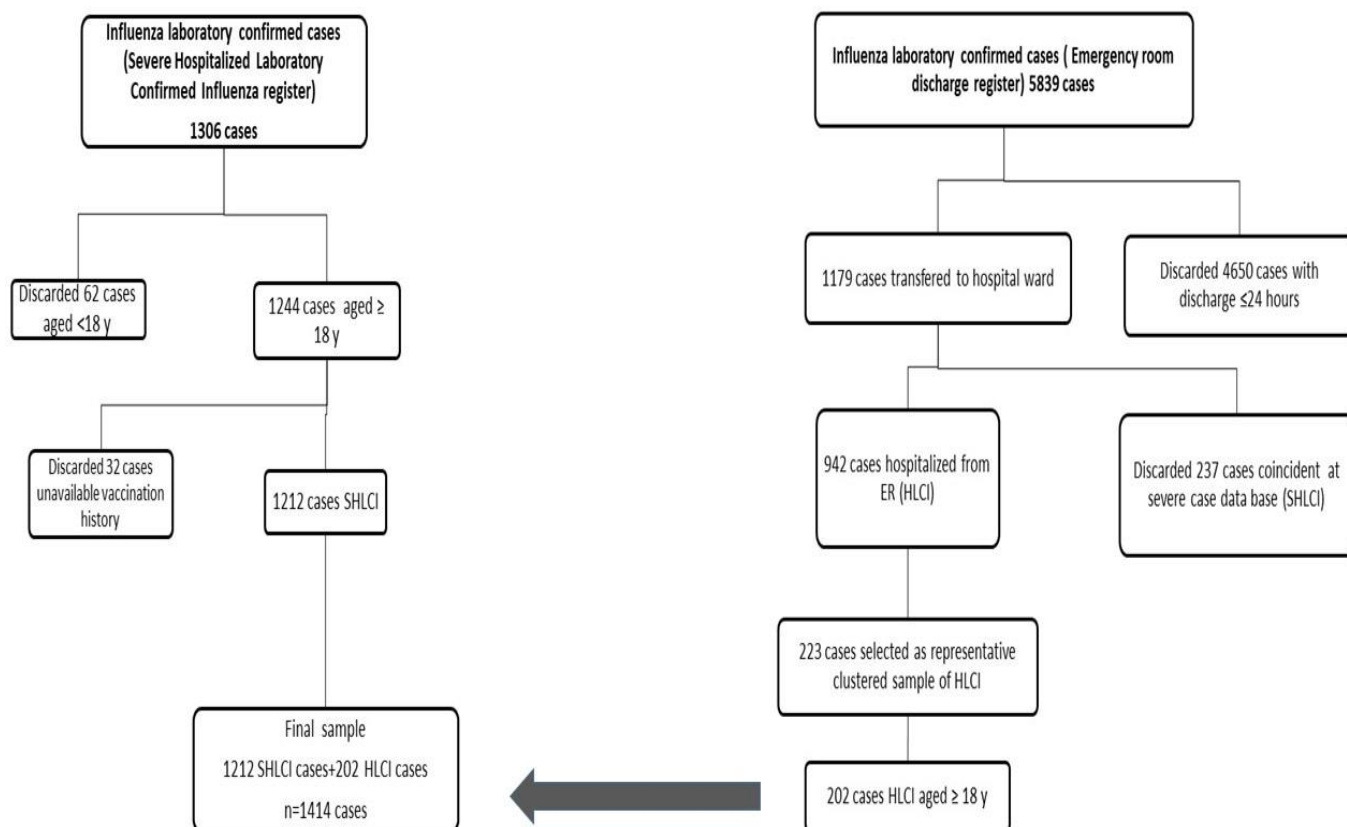 Influenza laboratory confirmed cases
(Severe Hospitalized Laboratory
Confirmed Influenza register)
1306 cases
Discarded 62 cases
aged <18 y
1244 cases aged ≥
18 y
Discarded 32 cases
unavailable vaccination
history
1212 cases SHLCI
Final sample
1212 SHLCI cases+202 HLCI cases
n=1414 cases
Influenza laboratory confirmed cases ( Emergency room
discharge register) 5839 cases
1179 cases transfered to hospital ward
Discarded 4650 cases with
discharge ≤24 hours
942 cases hospitalized from
ER (HLCI)
Discarded 237 cases coincident at
severe case data base (SHLCI)
223 cases selected as representative
clustered sample of HLCI
202 cases HLCI aged ≥ 18 y